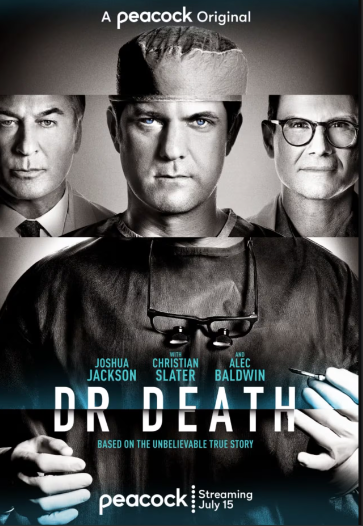 A peacock Original
JOSHUA JACKSON
WITH CHRISTIAN SLATER
AND ALEC BALDWIN
DR DEATH
BASED ON THE UNBELIEVABLE TRUE STORY
peacock
Streaming
July 15